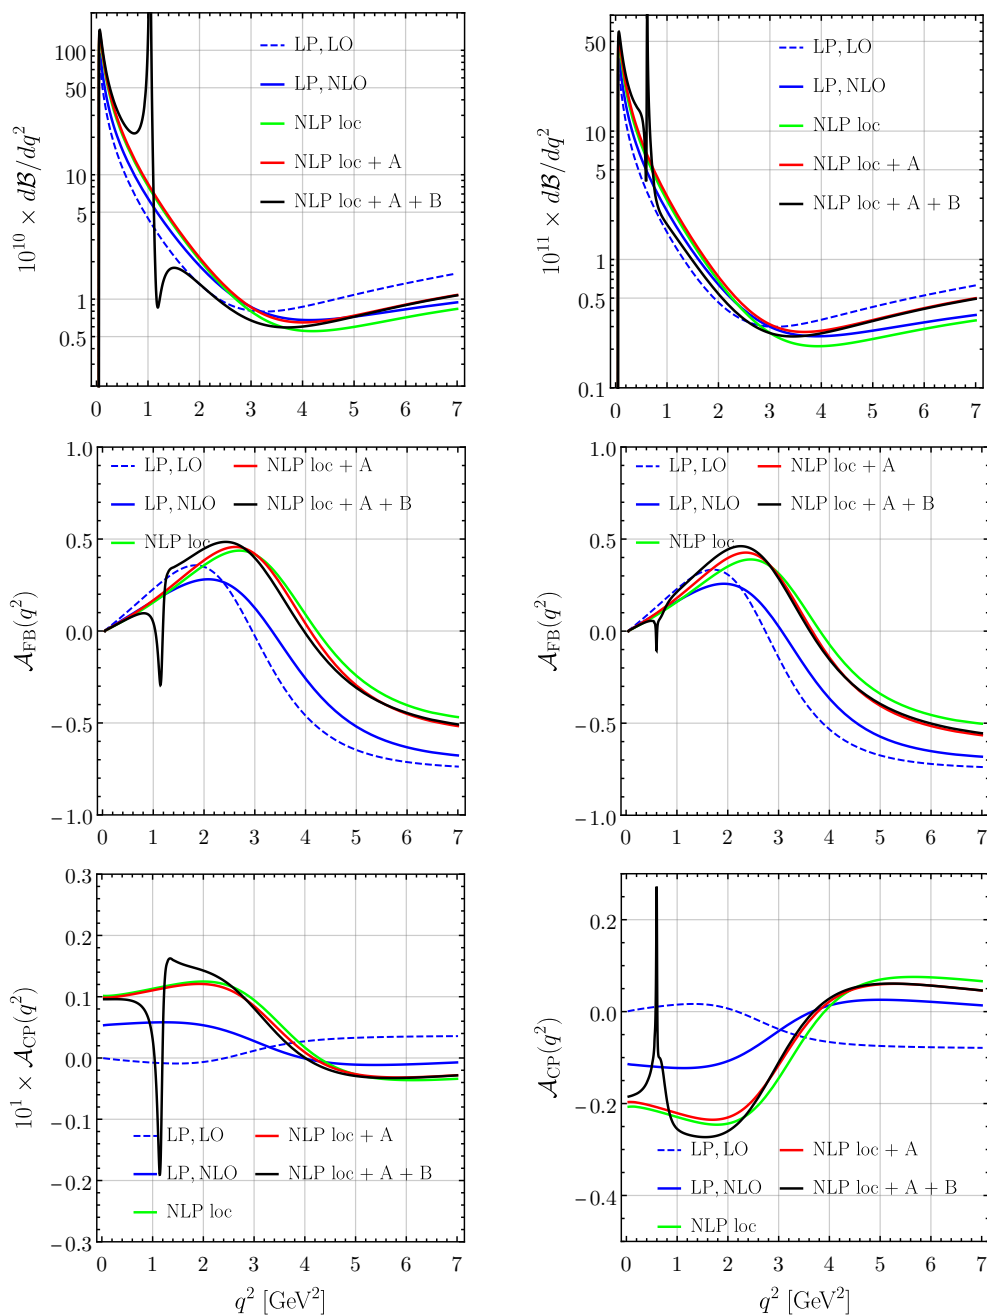 10^10 × dB/dq^2
100
50
10
5
1
0.5
0 1 2 3 4 5 6 7
LP, LO
LP, NLO
NLP loc
NLP loc + A
NLP loc + A + B
10^11 × dB/dq^2
50
10
5
1
0.5
0.1
0 1 2 3 4 5 6 7
LP, LO
LP, NLO
NLP loc
NLP loc + A
NLP loc + A + B
A_FB(q^2)
1.0
0.5
0.0
−0.5
−1.0
0 1 2 3 4 5 6 7
LP, LO NLP loc + A
LP, NLO NLP loc + A + B
NLP loc
A_FB(q^2)
1.0
0.5
0.0
−0.5
−1.0
0 1 2 3 4 5 6 7
LP, LO NLP loc + A
LP, NLO NLP loc + A + B
NLP loc
10^1 × A_CP(q^2)
0.3
0.2
0.1
0.0
−0.1
−0.2
−0.3
LP, LO NLP loc + A
LP, NLO NLP loc + A + B
NLP loc
0 1 2 3 4 5 6 7
q^2 [GeV^2]
A_CP(q^2)
0.2
0.0
−0.2
−0.4
LP, LO NLP loc + A
LP, NLO NLP loc + A + B
NLP loc
0 1 2 3 4 5 6 7
q^2 [GeV^2]